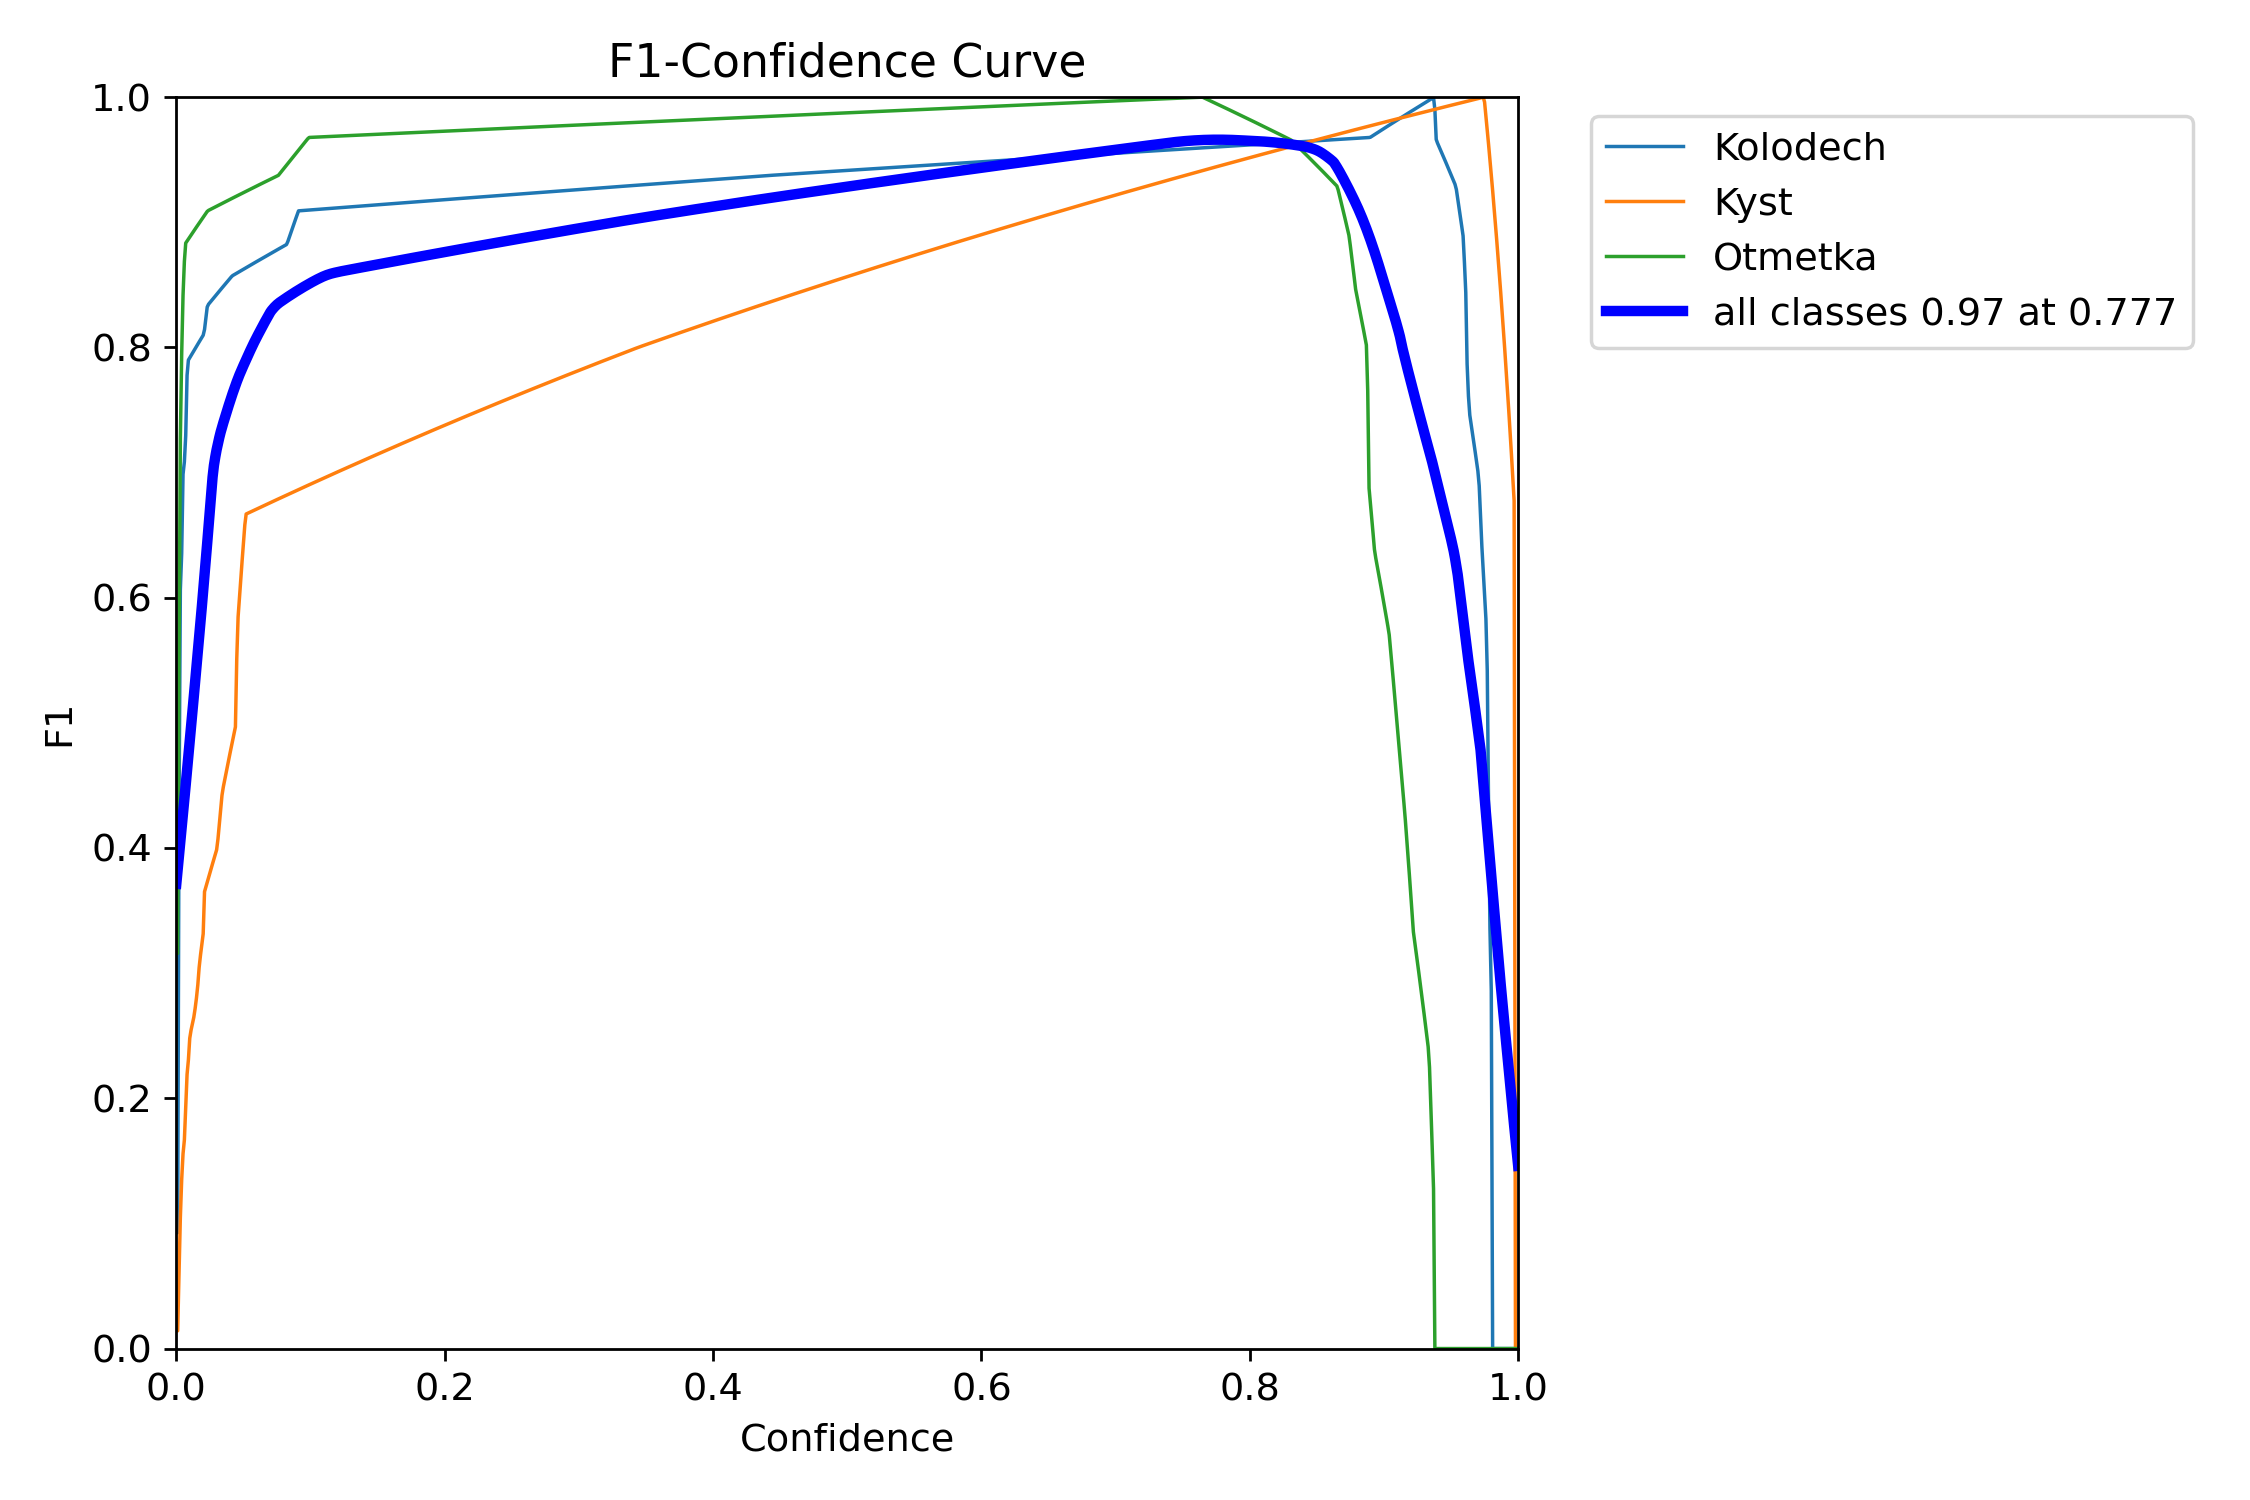 F1-Confidence Curve
1.0
0.8
0.6
0.4
0.2
0.0
F1
0.0 0.2 0.4 0.6 0.8 1.0
Confidence
Kolodech
Kyst
Otmetka
all classes 0.97 at 0.777